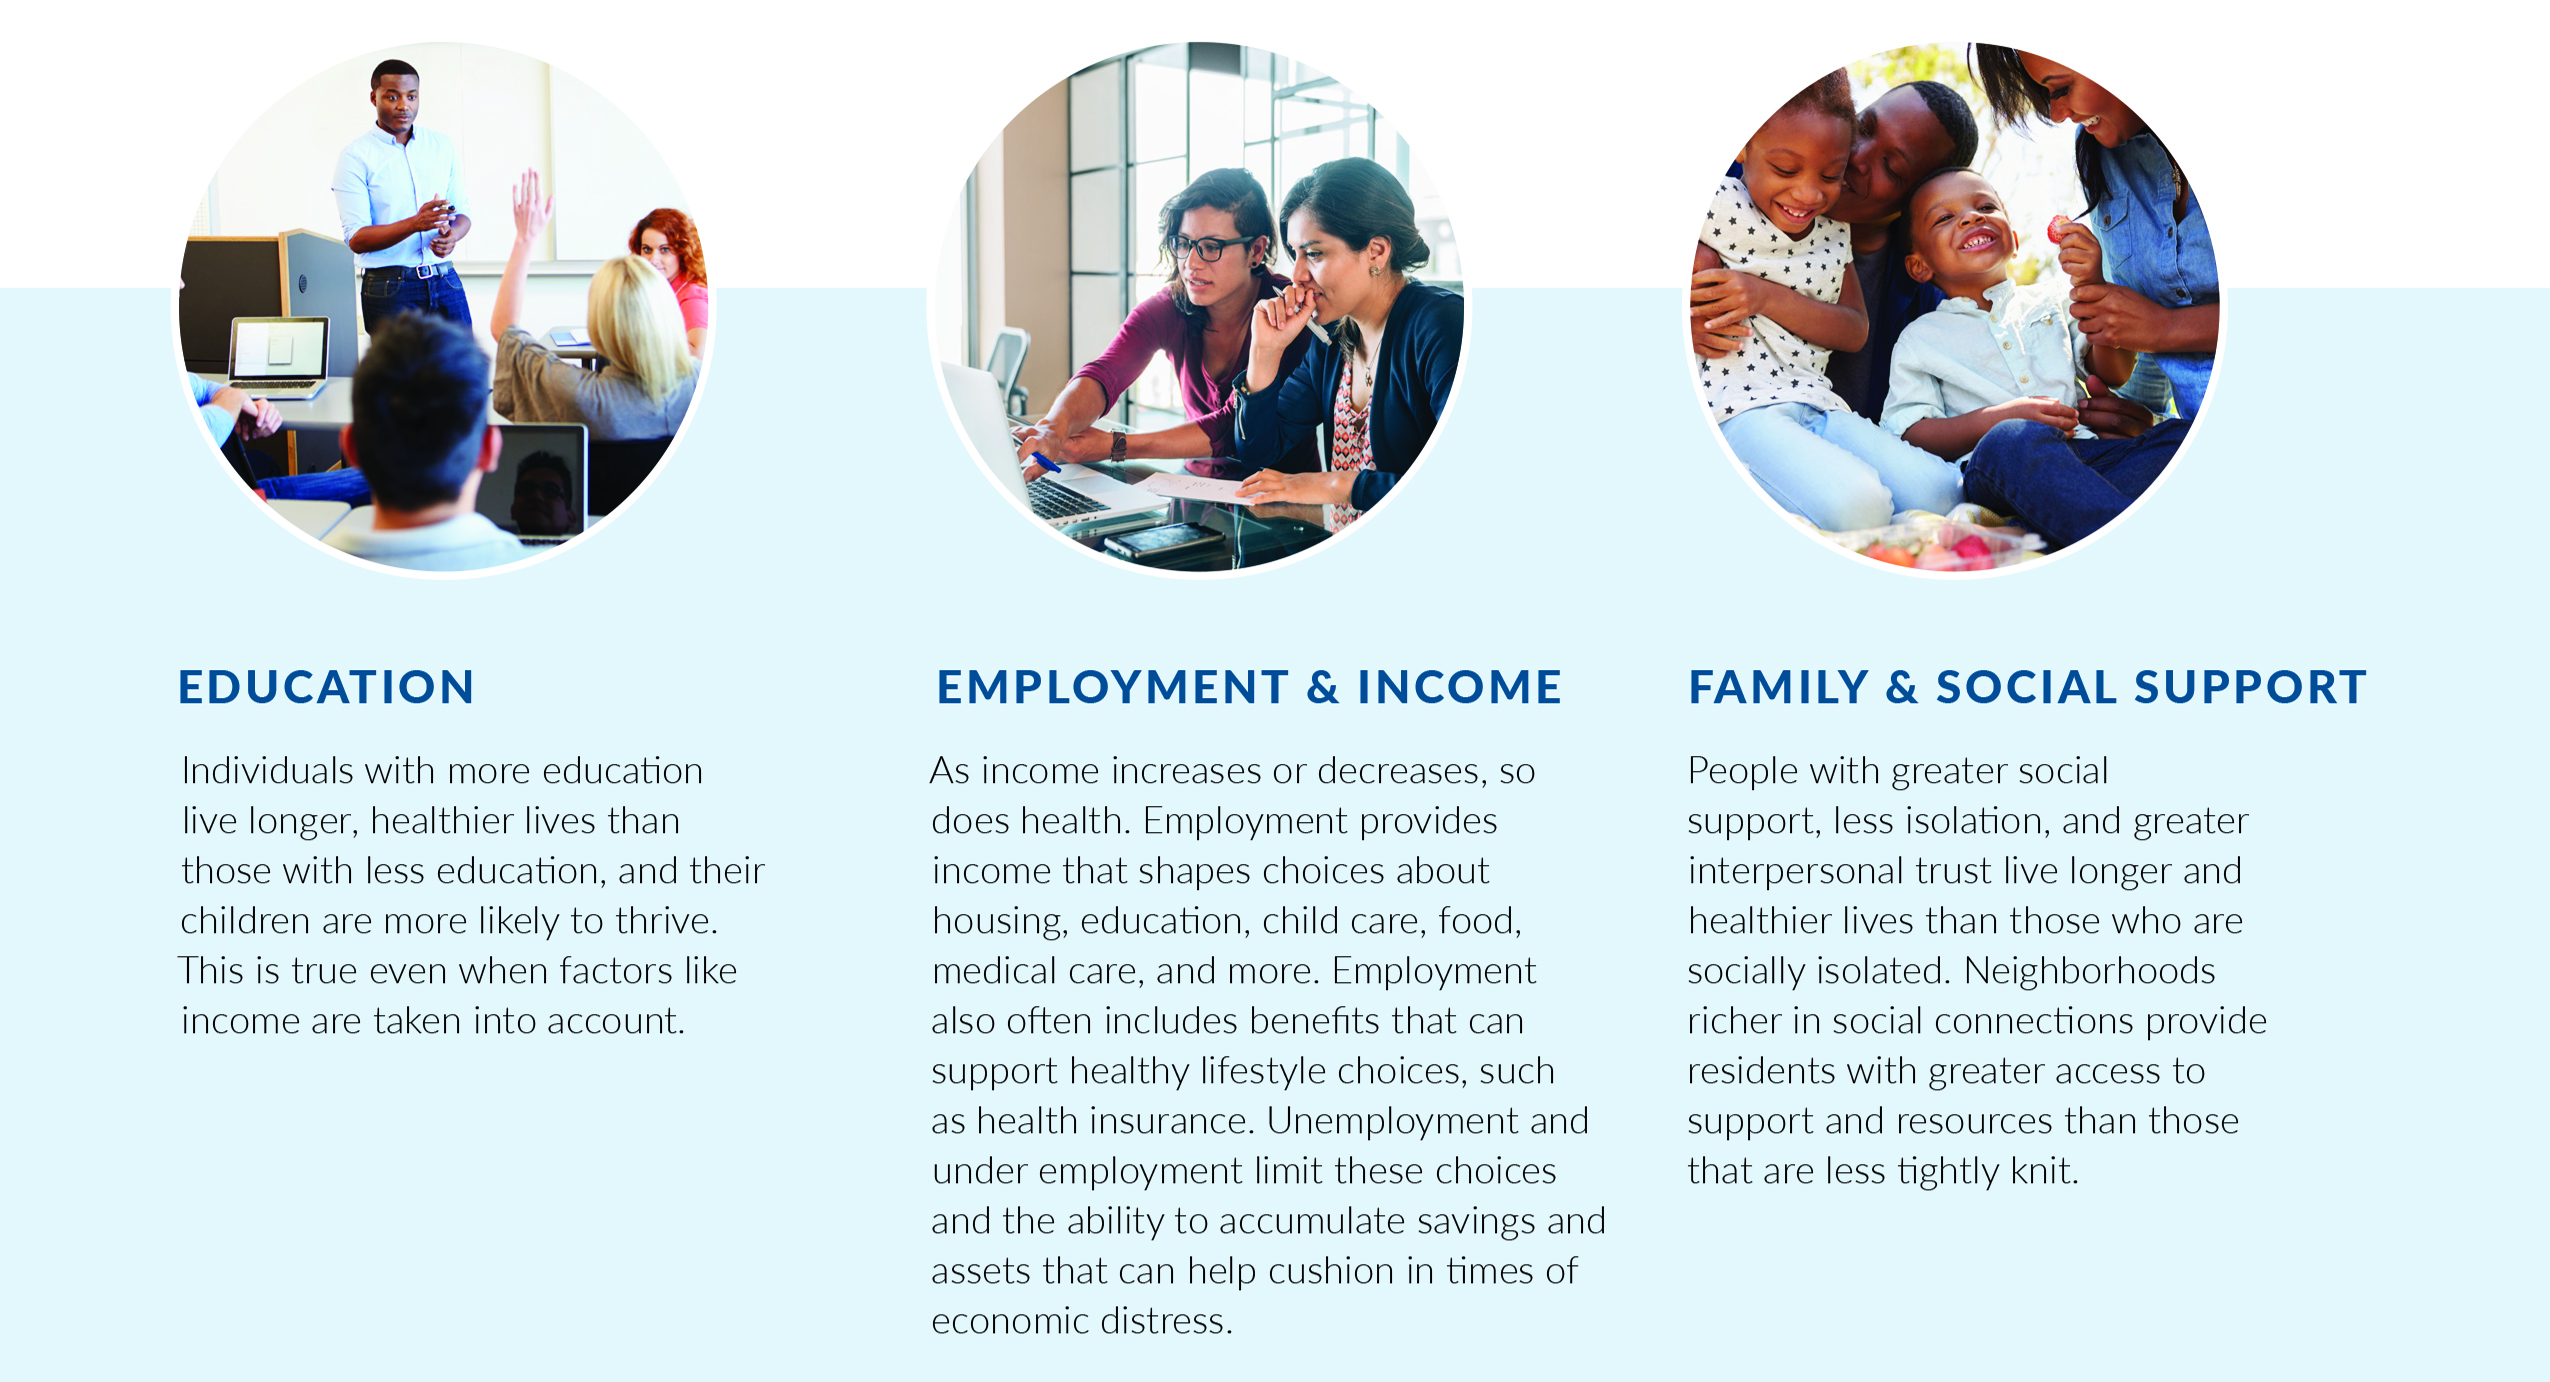 EDUCATION
Individuals with more education
live longer, healthier lives than
those with less education, and their
children are more likely to thrive.
This is true even when factors like
income are taken into account.
EMPLOYMENT & INCOME
As income increases or decreases, so
does health. Employment provides
income that shapes choices about
housing, education, child care, food,
medical care, and more. Employment
also often includes benefits that can
support healthy lifestyle choices, such
as health insurance. Unemployment and
under employment limit these choices
and the ability to accumulate savings and
assets that can help cushion in times of
economic distress.
FAMILY & SOCIAL SUPPORT
People with greater social
support, less isolation, and greater
interpersonal trust live longer and
healthier lives than those who are
socially isolated. Neighborhoods
richer in social connections provide
residents with greater access to
support and resources than those
that are less tightly knit.